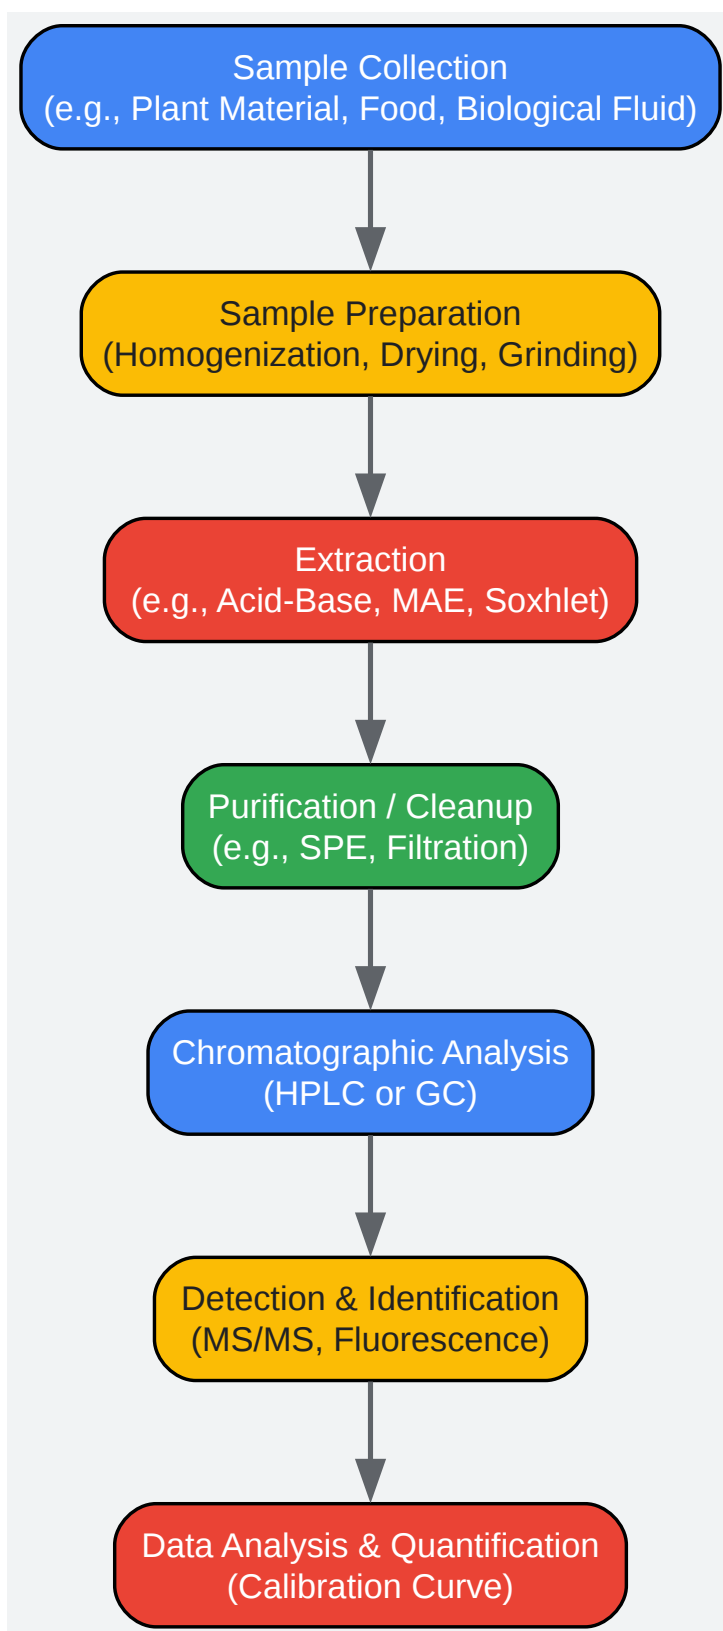 Sample Collection
(e.g., Plant Material, Food, Biological Fluid)
Sample Preparation
(Homogenization, Drying, Grinding)
Extraction
(e.g., Acid-Base, MAE, Soxhlet)
Purification / Cleanup
(e.g., SPE, Filtration)
Chromatographic Analysis
(HPLC or GC)
Detection & Identification
(MS/MS, Fluorescence)
Data Analysis & Quantification
(Calibration Curve)